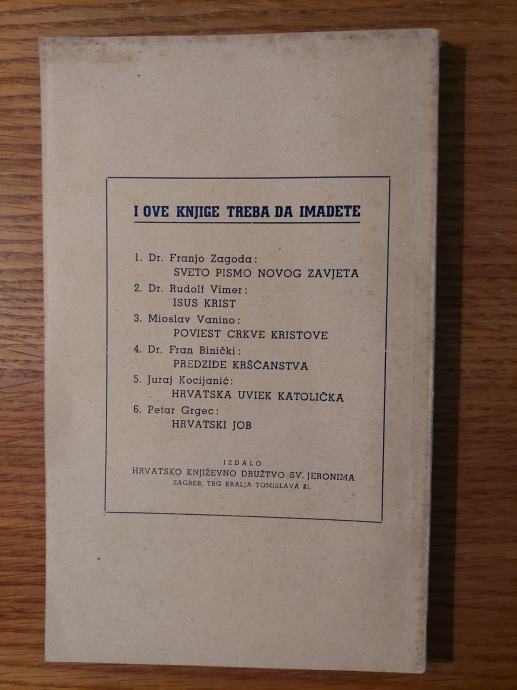 I OVE KNJIGE TREBA DA IMADETE
1. Dr. Franjo Zagoda:
SVETO PISMO NOVOG ZAVJETA
2. Dr. Rudolf Vimer:
ISUS KRIST
3. Mioslav Vanino:
POVIEST CRKVE KRISTOVE
4. Dr. Fran Binički:
PREDZIĐE KRŠĆANSTVA
5. Juraj Kocijanić:
HRVATSKA UVIEK KATOLIČKA
6. Petar Grgec:
HRVATSKI JOB
IZDALO
HRVATSKO KNJIŽEVNO DRUŽTVO SV. JERONIMA
ZAGREB, TRG KRALJA TOMISLAVA 21.